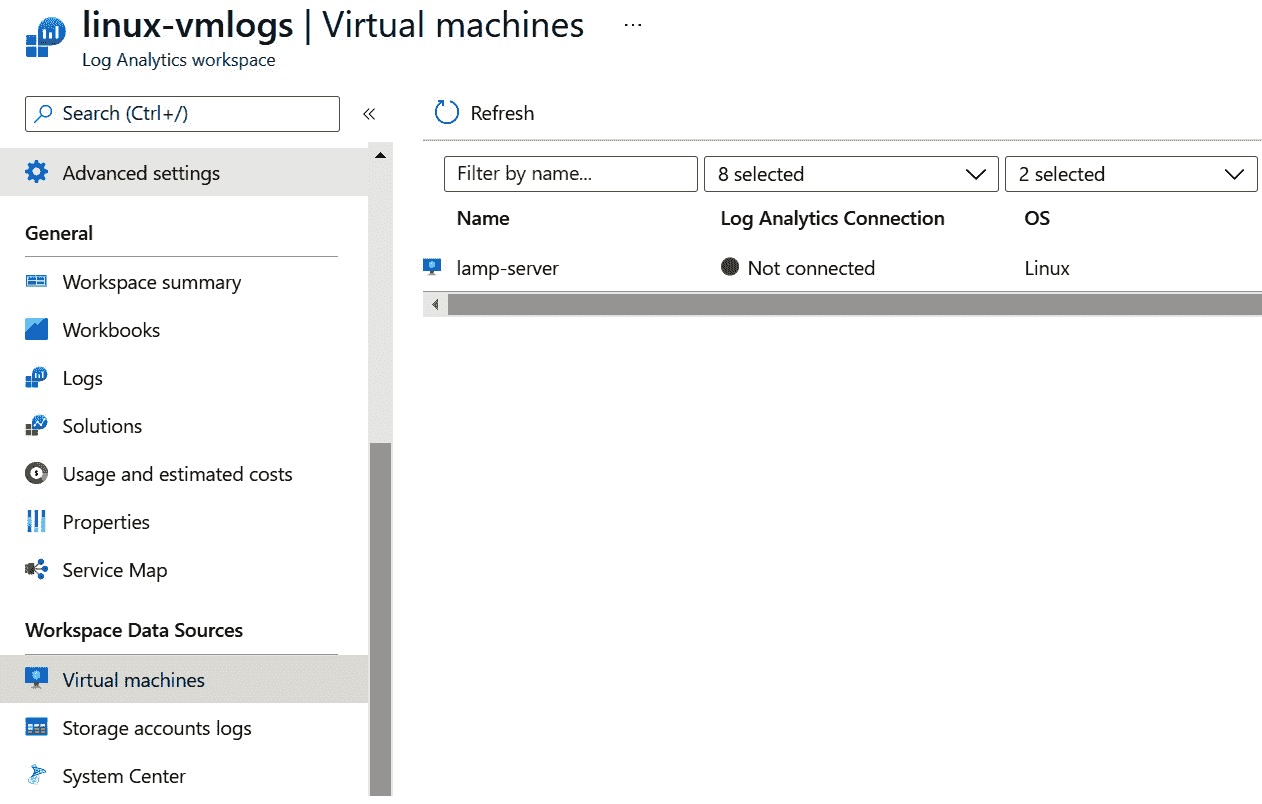 linux-vmlogs | Virtual machines ...
Log Analytics workspace
Search (Ctrl+/)
«
Advanced settings
General
Workspace summary
Workbooks
Logs
Solutions
Usage and estimated costs
Properties
Service Map
Workspace Data Sources
Virtual machines
Storage accounts logs
System Center
Refresh
Filter by name... 8 selected 2 selected
Name Log Analytics Connection OS
lamp-server Not connected Linux